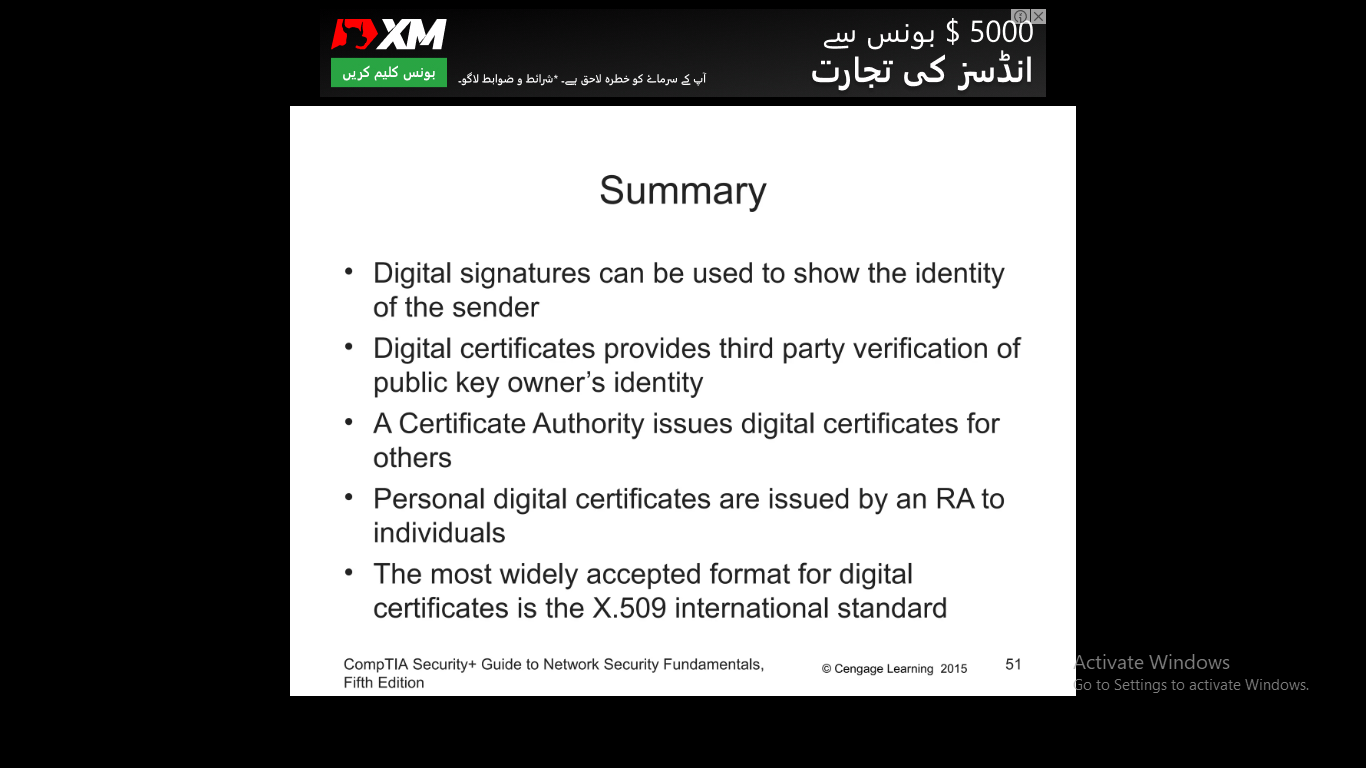 XM
5000 $ بونس سے
انڈسز کی تجارت
بونس کلیم کریں
آپ کے سرمائے کو خطرہ لاحق ہے۔ *شرائط و ضوابط لاگو۔
Summary
• Digital signatures can be used to show the identity
of the sender
• Digital certificates provides third party verification of
public key owner’s identity
• A Certificate Authority issues digital certificates for
others
• Personal digital certificates are issued by an RA to
individuals
• The most widely accepted format for digital
certificates is the X.509 international standard
CompTIA Security+ Guide to Network Security Fundamentals,
Fifth Edition
© Cengage Learning 2015
51
Activate Windows
Go to Settings to activate Windows.